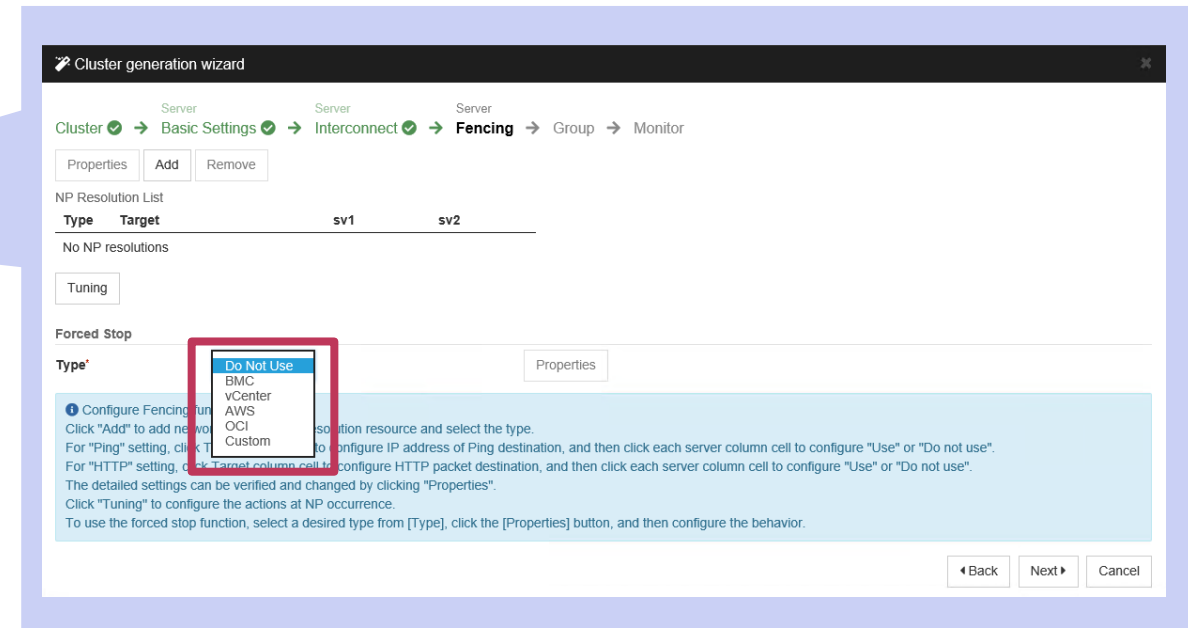 Cluster generation wizard
Server Server Server
Cluster → Basic Settings → Interconnect → Fencing → Group → Monitor
Properties Add Remove
NP Resolution List
Type Target sv1 sv2
No NP resolutions
Tuning
Forced Stop
Type*
Do Not Use
BMC
vCenter
AWS
OCI
Custom
Properties
Configure Fencing fun
Click "Add" to add resource and select the type.
For "Ping" setting, click to configure IP address of Ping destination, and then click each server column cell to configure "Use" or "Do not use".
For "HTTP" setting, click Target column cell to configure HTTP packet destination, and then click each server column cell to configure "Use" or "Do not use".
The detailed settings can be verified and changed by clicking "Properties".
Click "Tuning" to configure the actions at NP occurrence.
To use the forced stop function, select a desired type from [Type], click the [Properties] button, and then configure the behavior.
Back Next Cancel